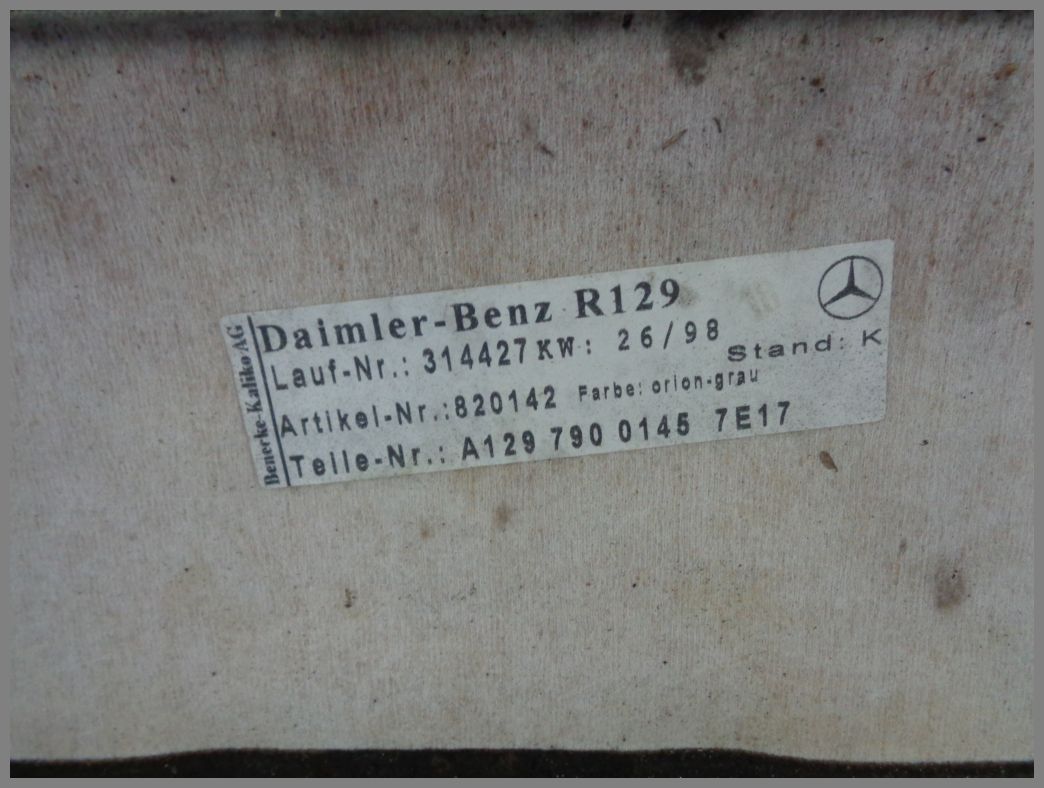 Benecke-Kaliko AG
Daimler-Benz R129
Lauf-Nr.: 314427 KW: 26/98
Stand: K
Artikel-Nr.:820142 Farbe: orion-grau
Teile-Nr.: A129 790 0145 7E17